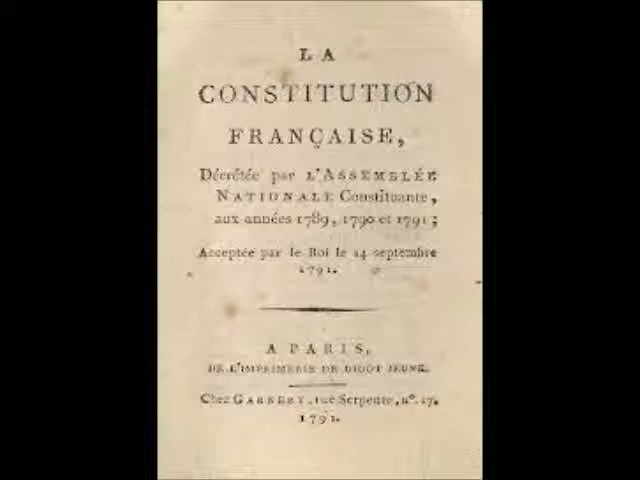 LA
CONSTITUTION
FRANÇAISE,
Décrétée par L'ASSEMBLÉE
NATIONALE Constituante,
aux années 1789, 1790 et 1791;
Acceptée par le Roi le 14 septembre
1791.
A PARIS,
DE L'IMPRIMERIE DE DIDOT JEUNE.
Chez GARNERY, rue Serpente, nº. 17.
1791.